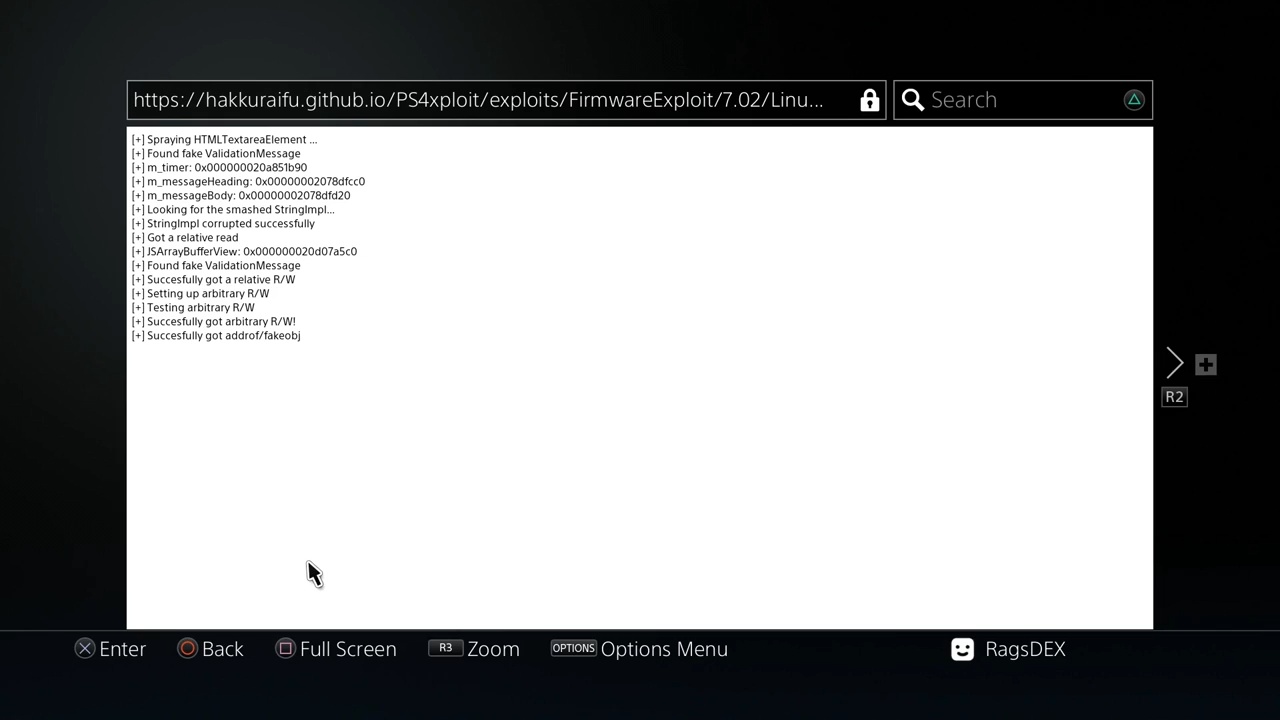 https://hakkuraifu.github.io/PS4xploit/exploits/FirmwareExploit/7.02/Linu...
Search
[+] Spraying HTMLTextareaElement ...
[+] Found fake ValidationMessage
[+] m_timer: 0x000000020a851b90
[+] m_messageHeading: 0x00000002078dfcc0
[+] m_messageBody: 0x00000002078dfd20
[+] Looking for the smashed StringImpl...
[+] StringImpl corrupted successfully
[+] Got a relative read
[+] JSArrayBufferView: 0x000000020d07a5c0
[+] Found fake ValidationMessage
[+] Succesfully got a relative R/W
[+] Setting up arbitrary R/W
[+] Testing arbitrary R/W
[+] Succesfully got arbitrary R/W!
[+] Succesfully got addrof/fakeobj
R2
Enter Back Full Screen R3 Zoom OPTIONS Options Menu RagsDEX